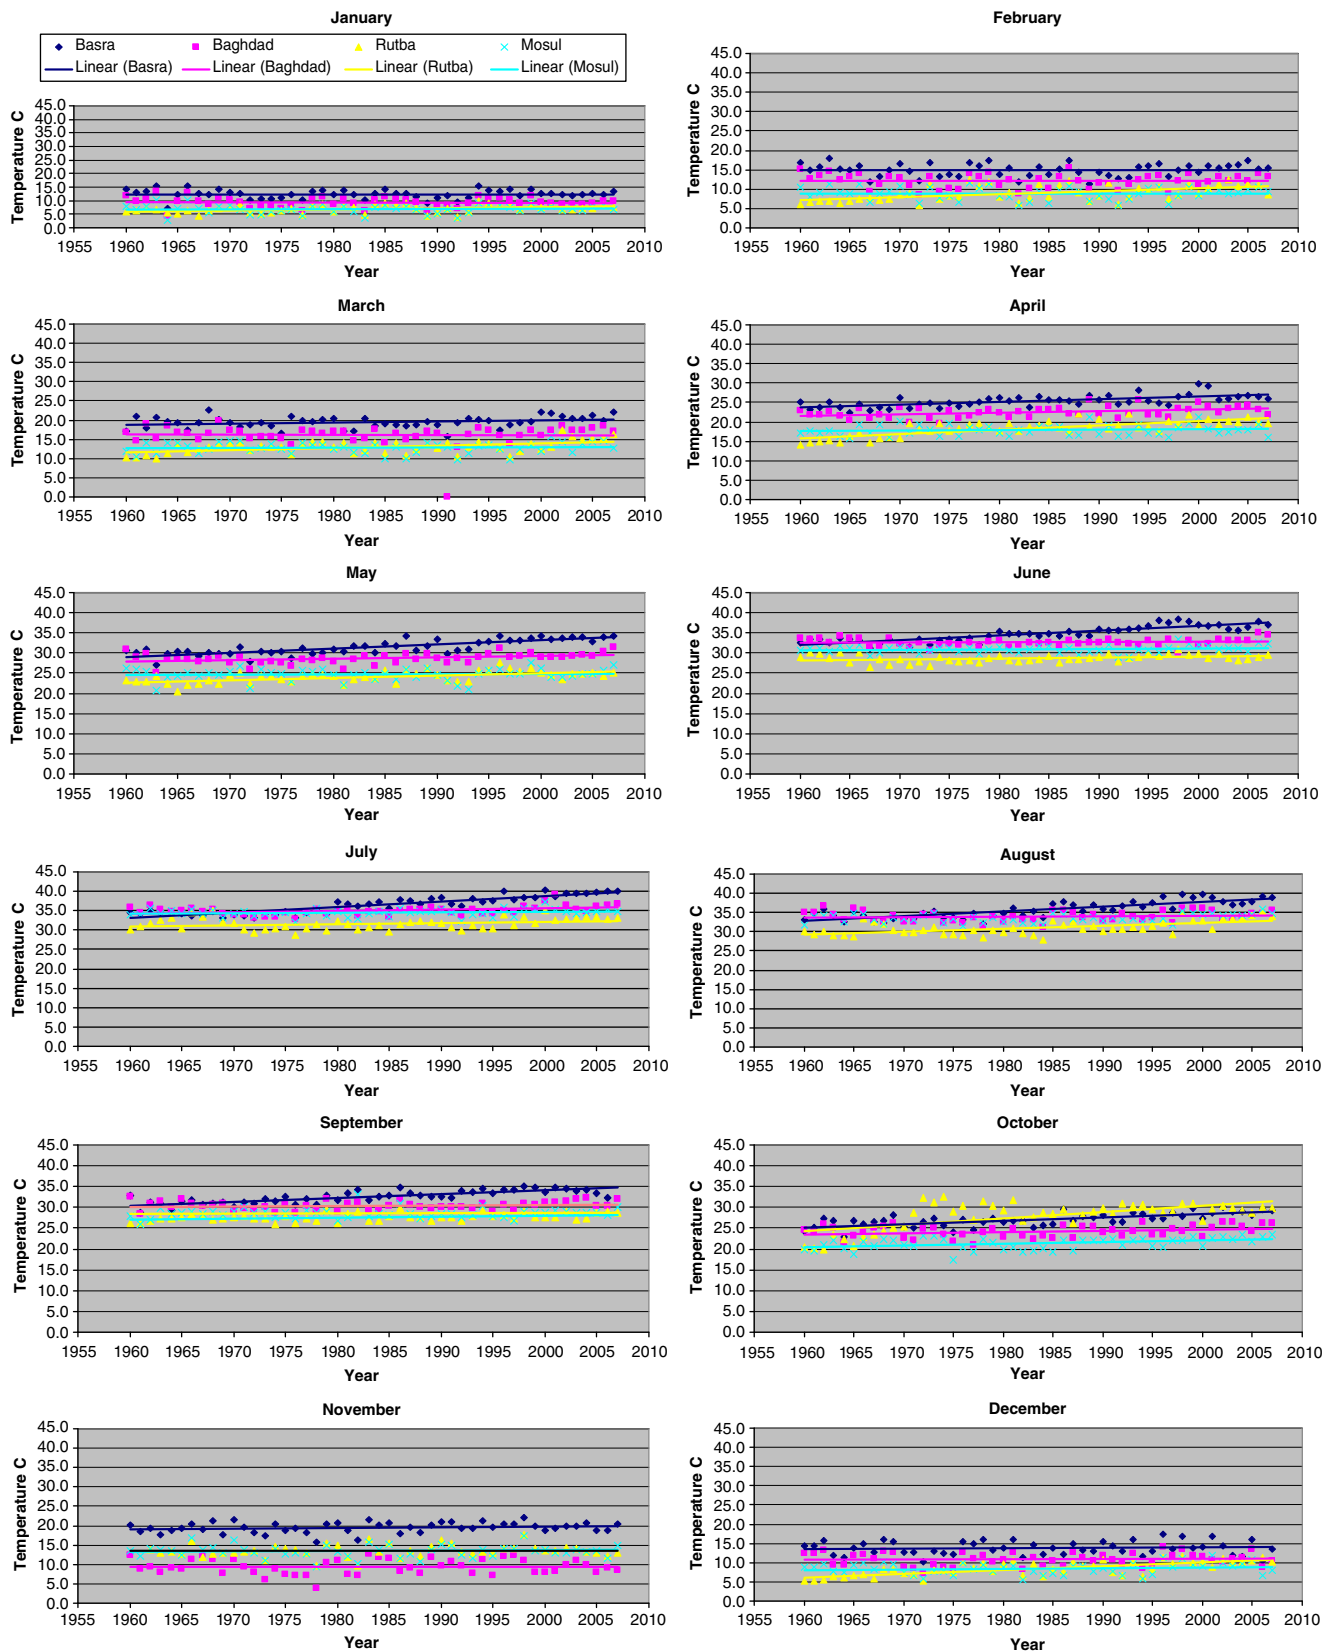 January
Basra Baghdad Rutba Mosul
Linear (Basra) Linear (Baghdad) Linear (Rutba) Linear (Mosul)
Temperature C
45.0
40.0
35.0
30.0
25.0
20.0
15.0
10.0
5.0
0.0
1955 1960 1965 1970 1975 1980 1985 1990 1995 2000 2005 2010
Year
February
Temperature C
45.0
40.0
35.0
30.0
25.0
20.0
15.0
10.0
5.0
0.0
1955 1960 1965 1970 1975 1980 1985 1990 1995 2000 2005 2010
Year
March
Temperature C
45.0
40.0
35.0
30.0
25.0
20.0
15.0
10.0
5.0
0.0
1955 1960 1965 1970 1975 1980 1985 1990 1995 2000 2005 2010
Year
April
Temperature C
45.0
40.0
35.0
30.0
25.0
20.0
15.0
10.0
5.0
0.0
1955 1960 1965 1970 1975 1980 1985 1990 1995 2000 2005 2010
Year
May
Temperature C
45.0
40.0
35.0
30.0
25.0
20.0
15.0
10.0
5.0
0.0
1955 1960 1965 1970 1975 1980 1985 1990 1995 2000 2005 2010
Year
June
Temperature C
45.0
40.0
35.0
30.0
25.0
20.0
15.0
10.0
5.0
0.0
1955 1960 1965 1970 1975 1980 1985 1990 1995 2000 2005 2010
Year
July
Temperature C
45.0
40.0
35.0
30.0
25.0
20.0
15.0
10.0
5.0
0.0
1955 1960 1965 1970 1975 1980 1985 1990 1995 2000 2005 2010
Year
August
Temperature C
45.0
40.0
35.0
30.0
25.0
20.0
15.0
10.0
5.0
0.0
1955 1960 1965 1970 1975 1980 1985 1990 1995 2000 2005 2010
Year
September
Temperature C
45.0
40.0
35.0
30.0
25.0
20.0
15.0
10.0
5.0
0.0
1955 1960 1965 1970 1975 1980 1985 1990 1995 2000 2005 2010
Year
October
Temperature C
45.0
40.0
35.0
30.0
25.0
20.0
15.0
10.0
5.0
0.0
1955 1960 1965 1970 1975 1980 1985 1990 1995 2000 2005 2010
Year
November
Temperature C
45.0
40.0
35.0
30.0
25.0
20.0
15.0
10.0
5.0
0.0
1955 1960 1965 1970 1975 1980 1985 1990 1995 2000 2005 2010
Year
December
Temperature C
45.0
40.0
35.0
30.0
25.0
20.0
15.0
10.0
5.0
0.0
1955 1960 1965 1970 1975 1980 1985 1990 1995 2000 2005 2010
Year